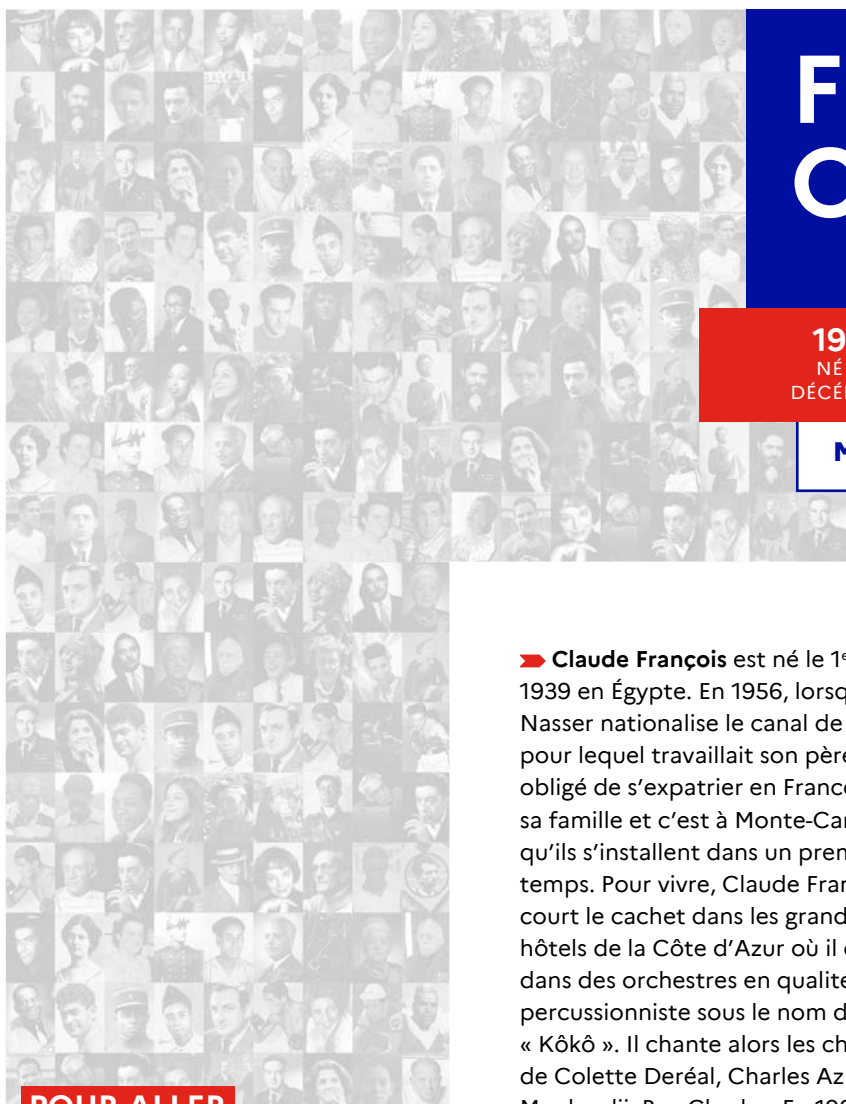 F
C
19
NÉ
DÉCÉ
M
Claude François est né le 1e
1939 en Égypte. En 1956, lorsq
Nasser nationalise le canal de
pour lequel travaillait son père
obligé de s’expatrier en France
sa famille et c’est à Monte-Car
qu’ils s’installent dans un prem
temps. Pour vivre, Claude Fran
court le cachet dans les grand
hôtels de la Côte d’Azur où il
dans des orchestres en qualité
percussionniste sous le nom d
« Kôkô ». Il chante alors les ch
de Colette Deréal, Charles Az
POUR ALLER